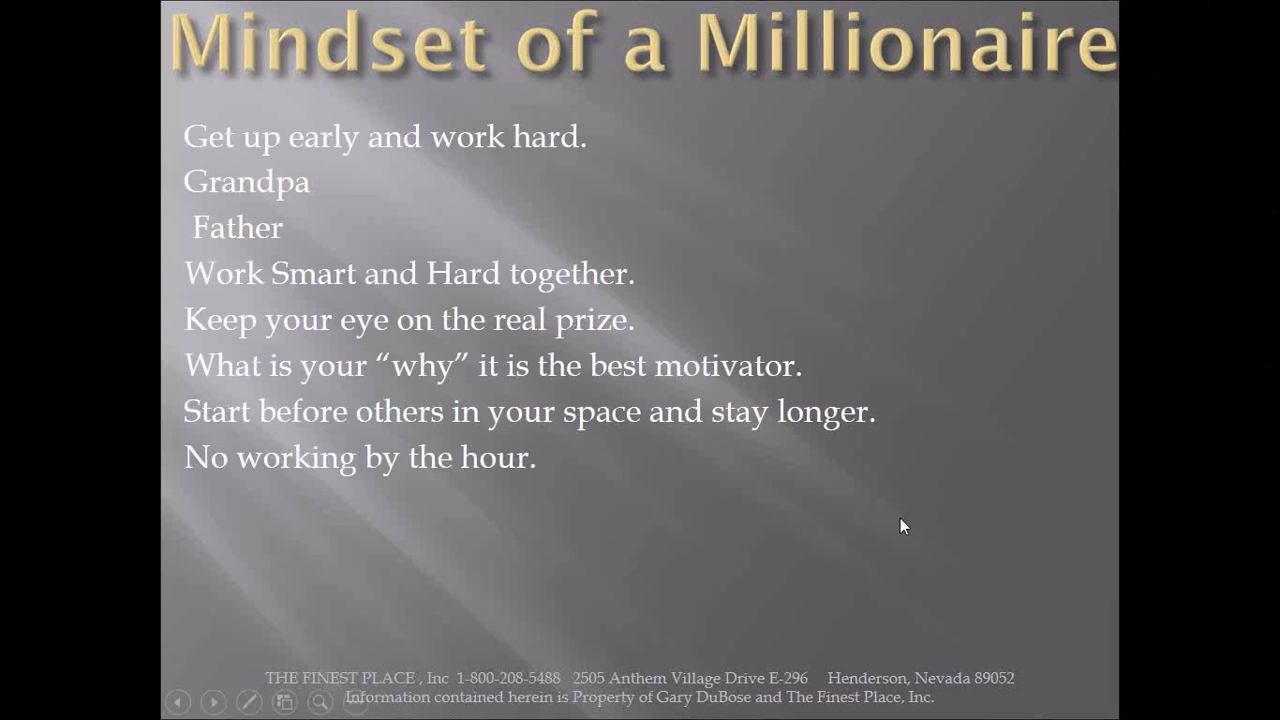 Mindset of a Millionaire
Get up early and work hard.
Grandpa
Father
Work Smart and Hard together.
Keep your eye on the real prize.
What is your “why” it is the best motivator.
Start before others in your space and stay longer.
No working by the hour.
THE FINEST PLACE , Inc 1-800-208-5488 2505 Anthem Village Drive E-296 Henderson, Nevada 89052
Information contained herein is Property of Gary DuBose and The Finest Place, Inc.